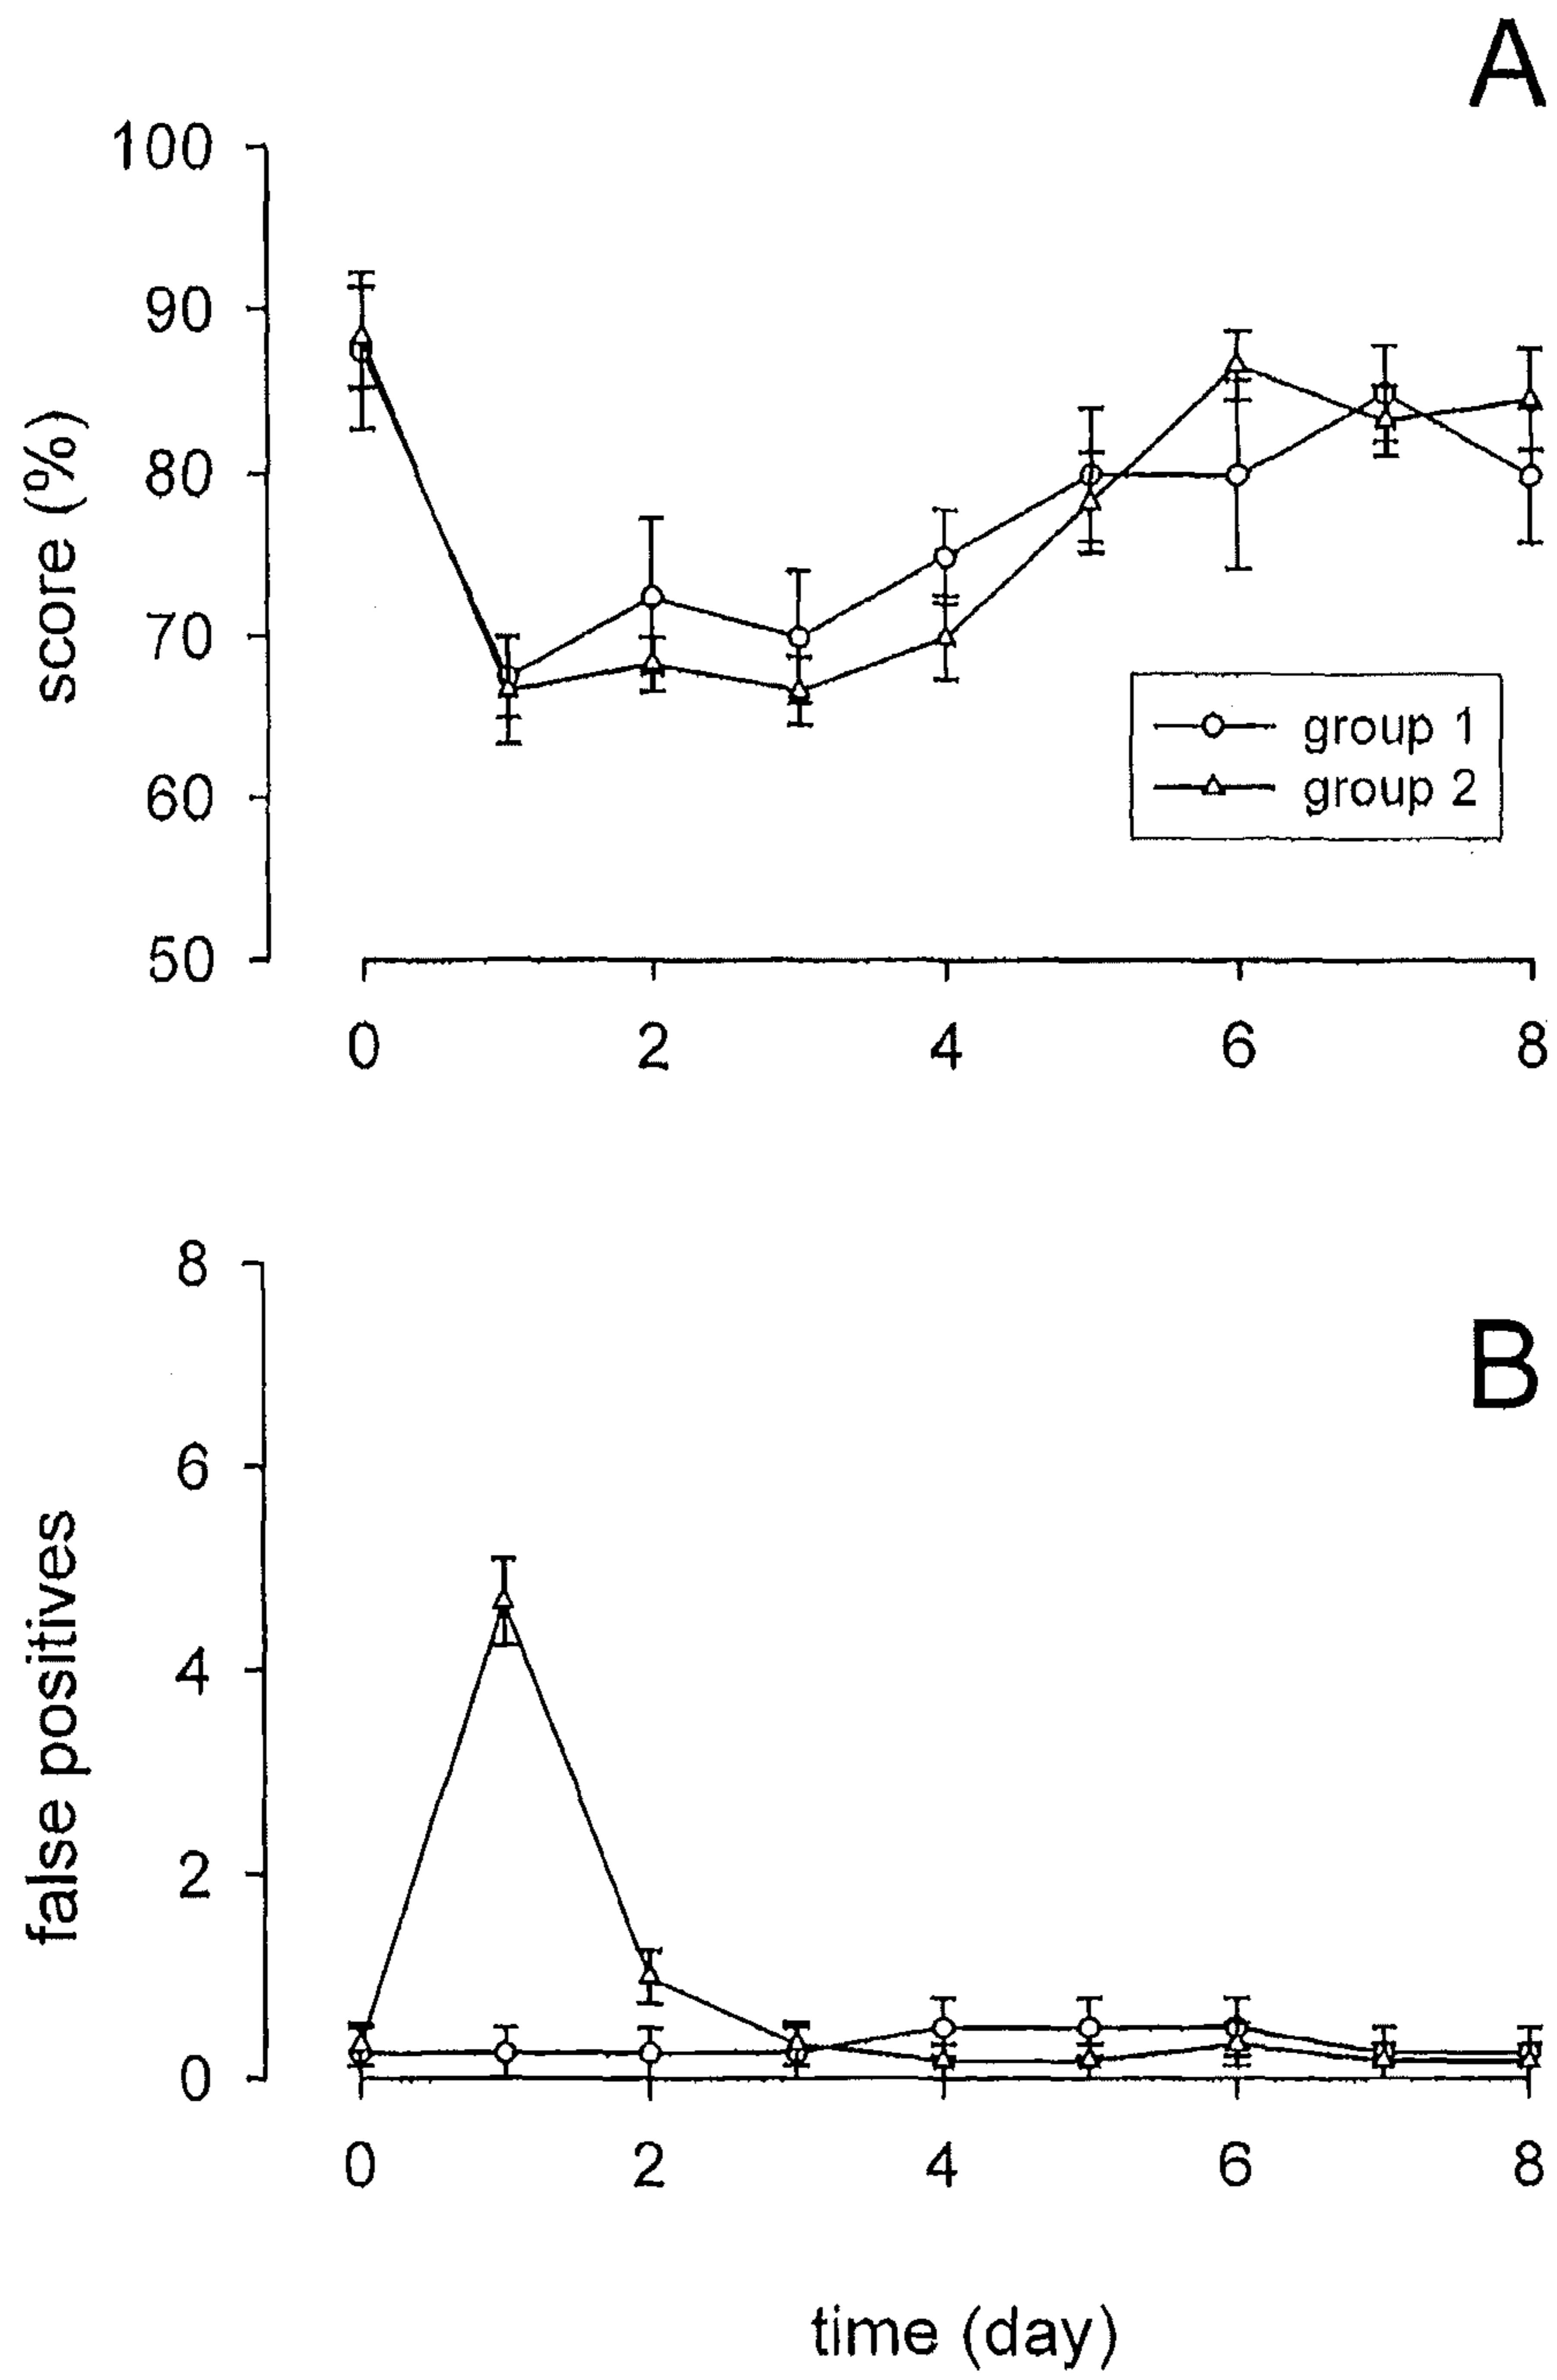 A
100
90
80
70
60
50
score (%)
group 1
group 2
0 2 4 6 8
B
8
6
4
2
0
false positives
0 2 4 6 8
time (day)